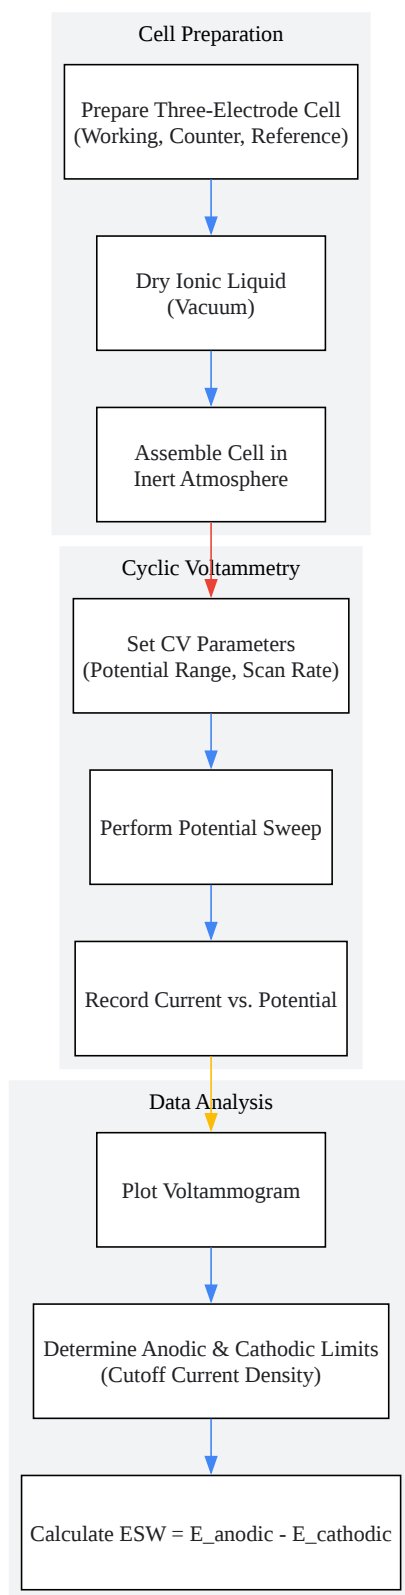 Cell Preparation
Prepare Three-Electrode Cell
(Working, Counter, Reference)
Dry Ionic Liquid
(Vacuum)
Assemble Cell in
Inert Atmosphere
Cyclic Voltammetry
Set CV Parameters
(Potential Range, Scan Rate)
Perform Potential Sweep
Record Current vs. Potential
Data Analysis
Plot Voltammogram
Determine Anodic & Cathodic Limits
(Cutoff Current Density)
Calculate ESW = E_anodic - E_cathodic